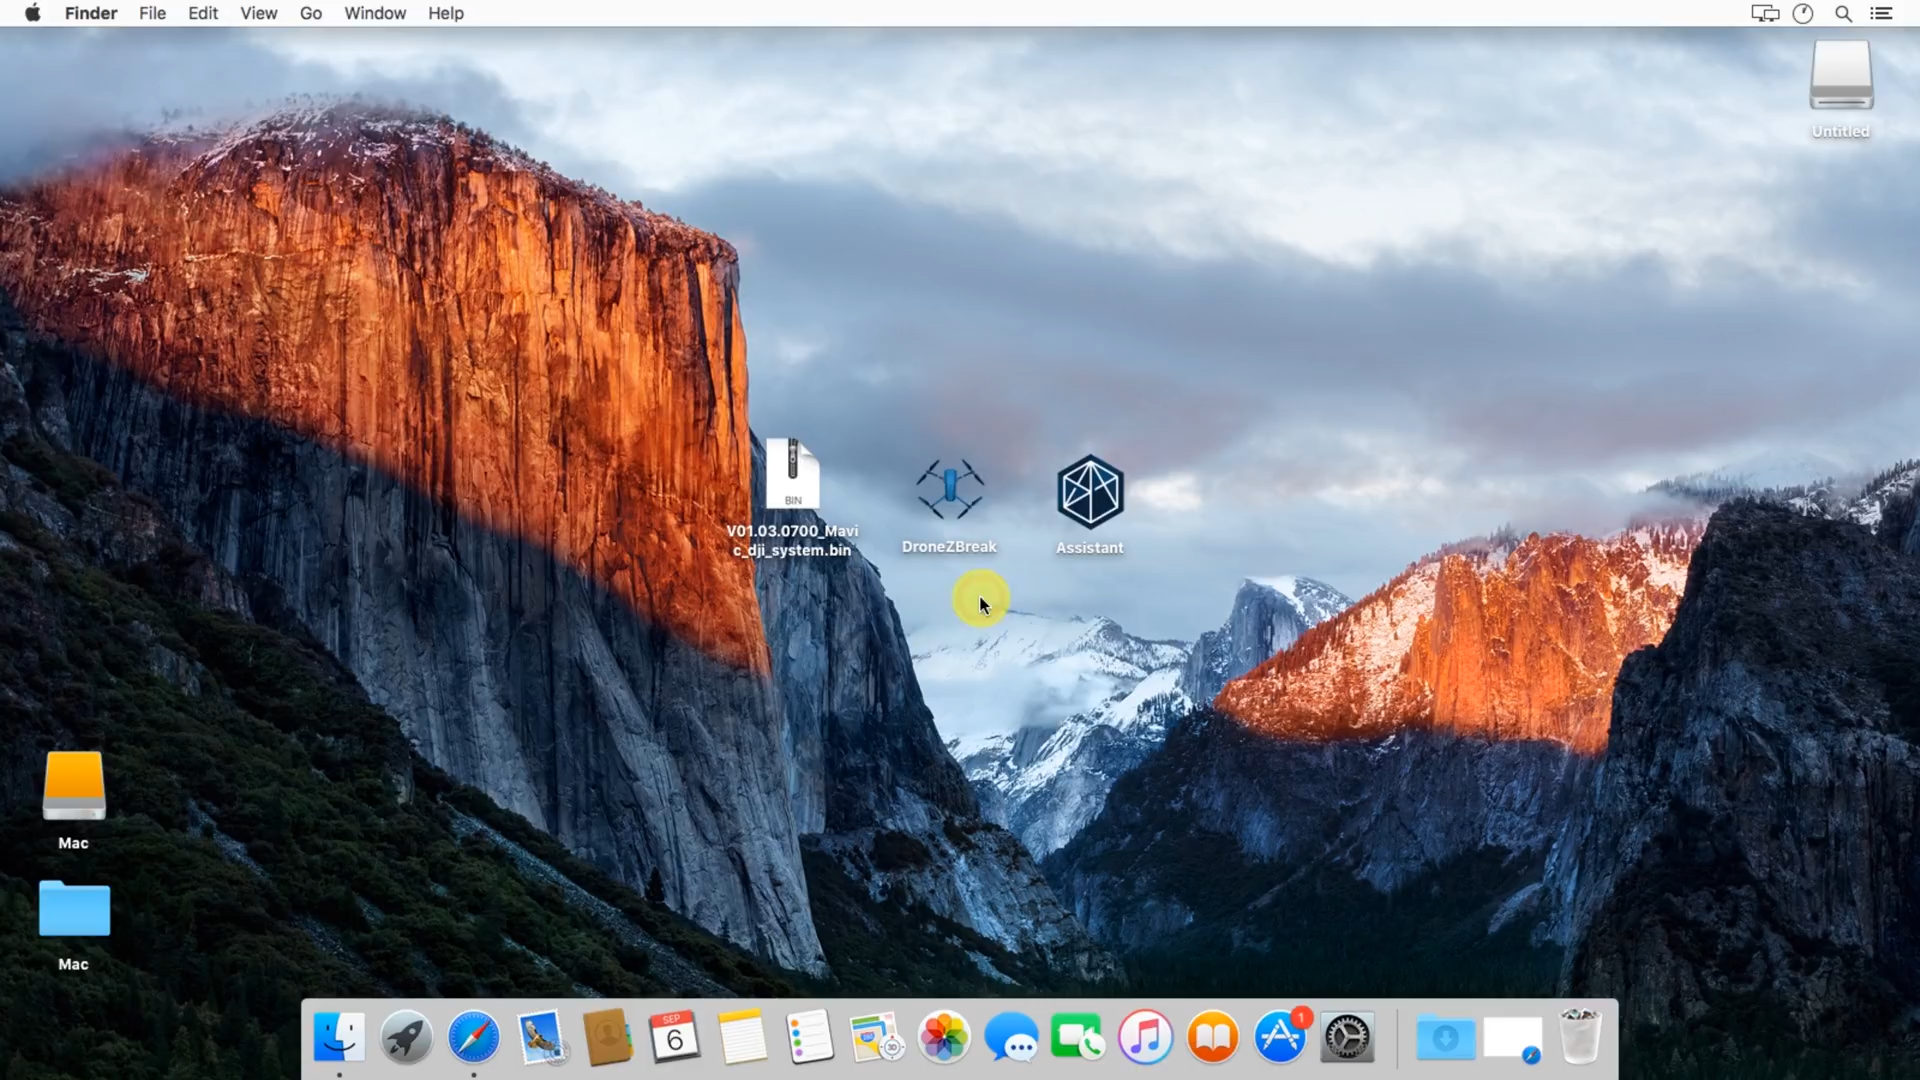 Finder File Edit View Go Window Help
Untitled
BIN
V01.03.0700_Mavi
c_dji_system.bin
DroneZBreak
Assistant
Mac
Mac
SEP
6
3D
1